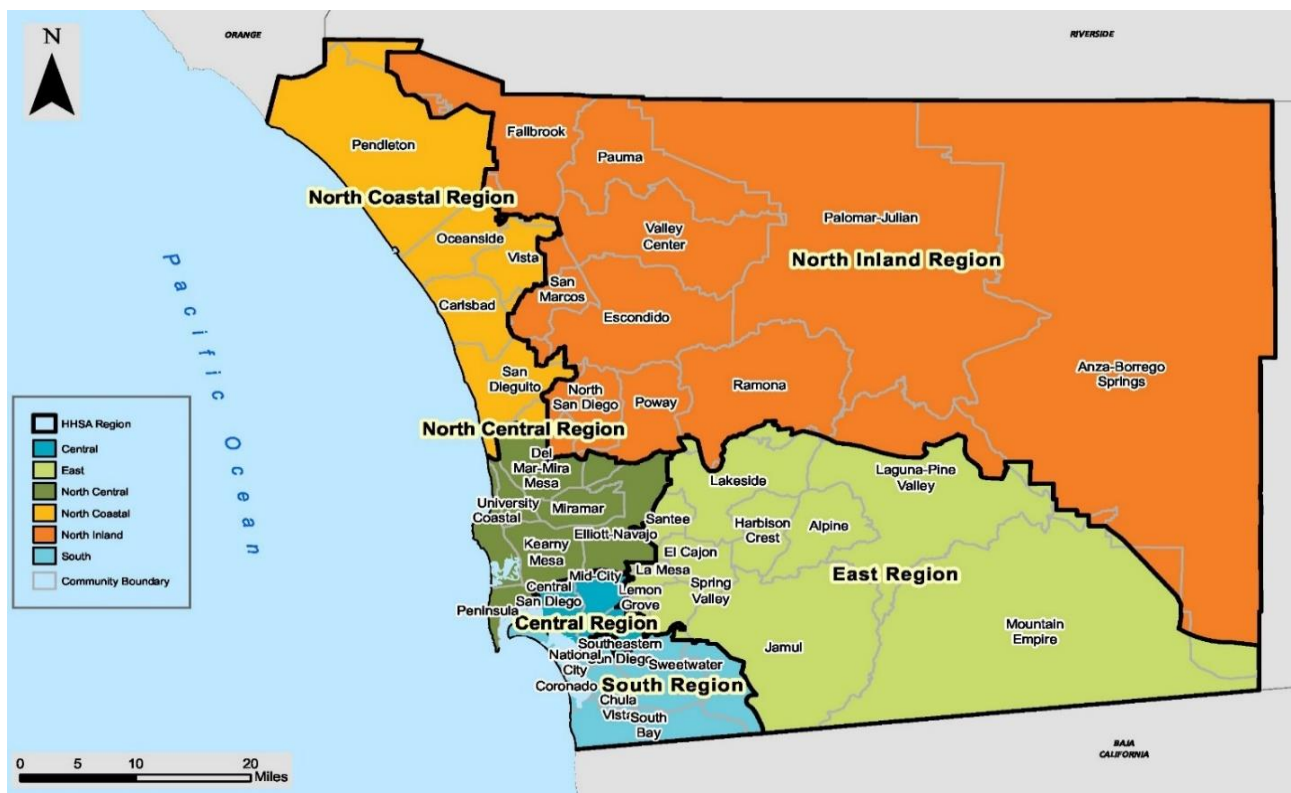 N
ORANGE
RIVERSIDE
Pendleton
Fallbrook
Pauma
North Coastal Region
Palomar-Julian
Valley
Center
Oceanside
Vista
North Inland Region
San
Marcos
Carlsbad
Escondido
Pacific Ocean
San
Dieguito
North
San Diego
Poway
Ramona
Anza-Borrego
Springs
North Central Region
HHSA Region
Central
East
North Central
North Coastal
North Inland
South
Community Boundary
Del
Mar-Mira
Mesa
Lakeside
Laguna-Pine
Valley
University
Coastal
Miramar
Santee
Harbison
Crest
Alpine
Elliott-Navajo
Kearny
Mesa
El Cajon
La Mesa
East Region
Mid-City
Central
San Diego
Lemon
Grove
Spring
Valley
Peninsula
Central Region
Mountain
Empire
Jamul
Southeastern
San Diego
National
City
Sweetwater
Coronado
South Region
Chula
Vista
South
Bay
BAJA
CALIFORNIA
0 5 10 20
Miles